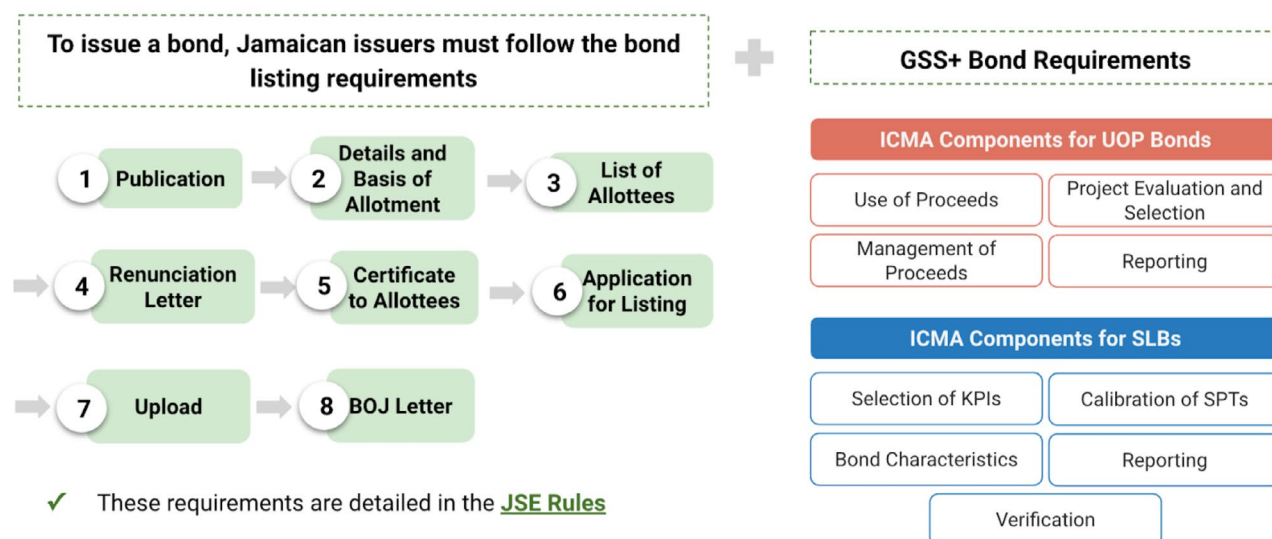 To issue a bond, Jamaican issuers must follow the bond
listing requirements
1 Publication
2 Details and
Basis of
Allotment
3 List of
Allottees
4 Renunciation
Letter
5 Certificate
to Allottees
6 Application
for Listing
7 Upload
8 BOJ Letter
✓ These requirements are detailed in the JSE Rules
GSS+ Bond Requirements
ICMA Components for UOP Bonds
Use of Proceeds
Project Evaluation and
Selection
Management of
Proceeds
Reporting
ICMA Components for SLBs
Selection of KPIs
Calibration of SPTs
Bond Characteristics
Reporting
Verification